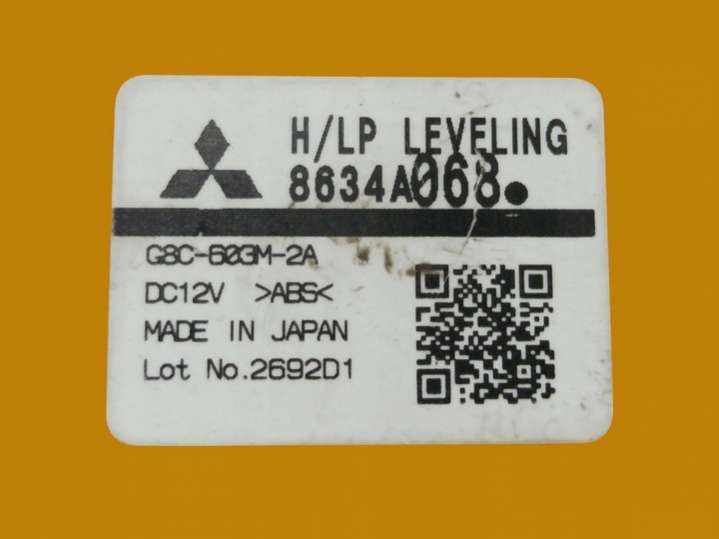 H/LP LEVELING
8634A068
G8C-603M-2A
DC12V >ABS<
MADE IN JAPAN
Lot No.2692D1